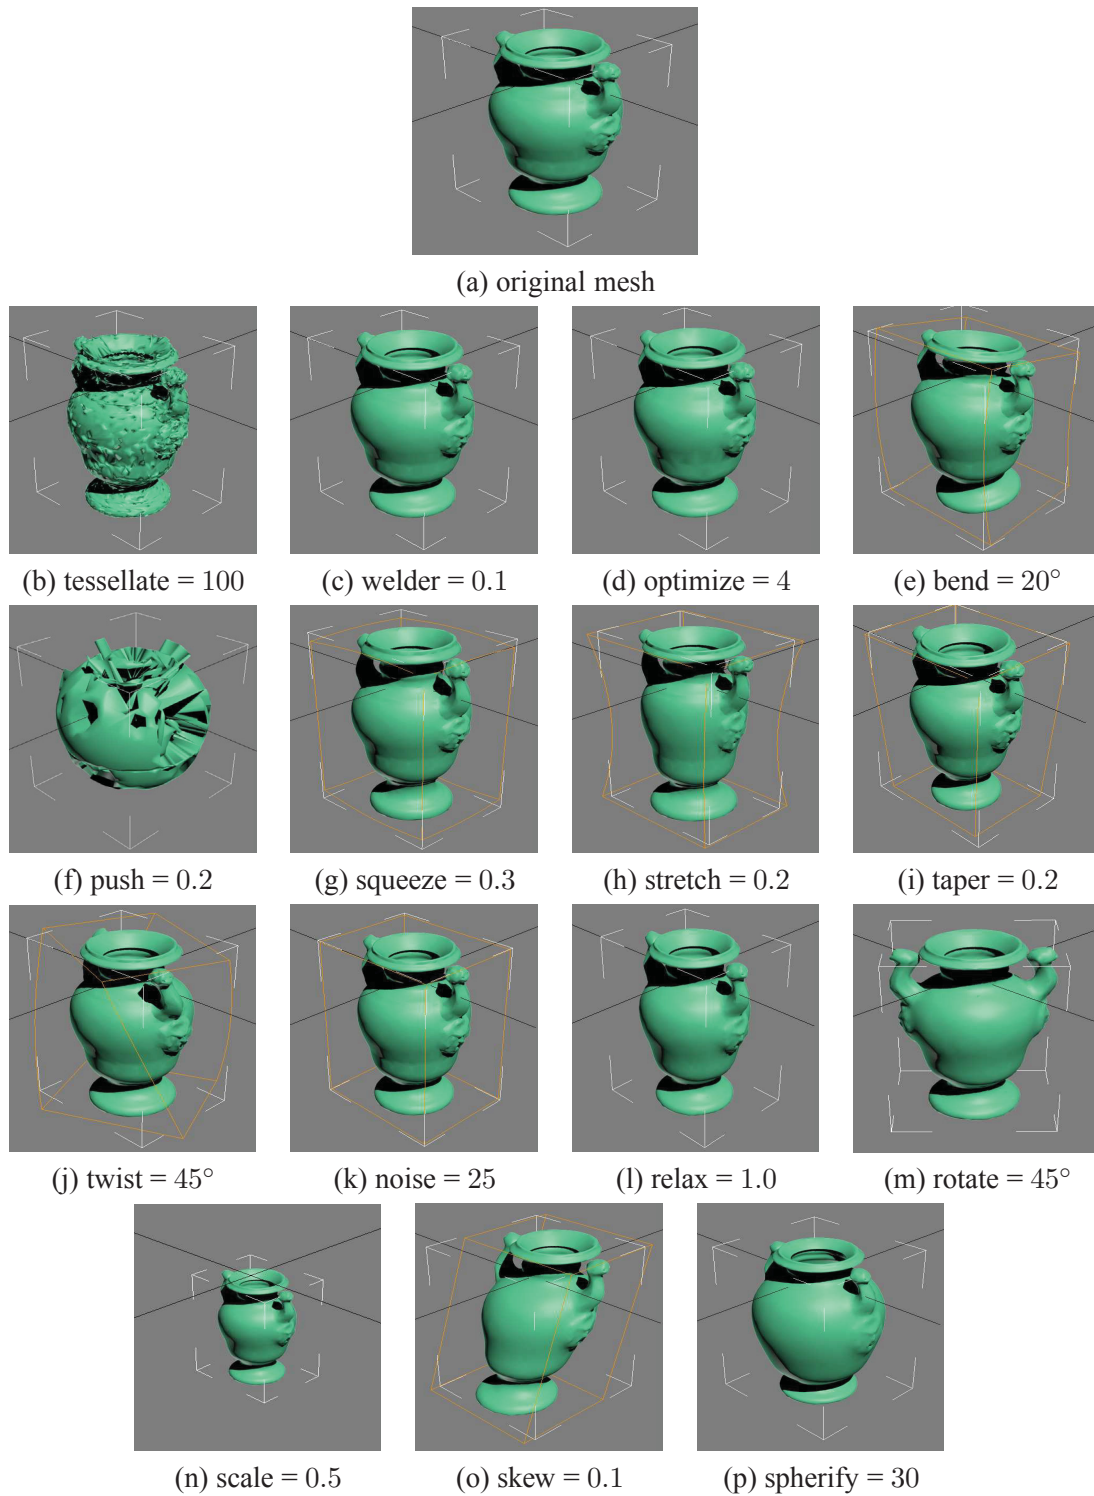 (a) original mesh
(b) tessellate = 100
(c) welder = 0.1
(d) optimize = 4
(e) bend = 20°
(f) push = 0.2
(g) squeeze = 0.3
(h) stretch = 0.2
(i) taper = 0.2
(j) twist = 45°
(k) noise = 25
(l) relax = 1.0
(m) rotate = 45°
(n) scale = 0.5
(o) skew = 0.1
(p) spherify = 30